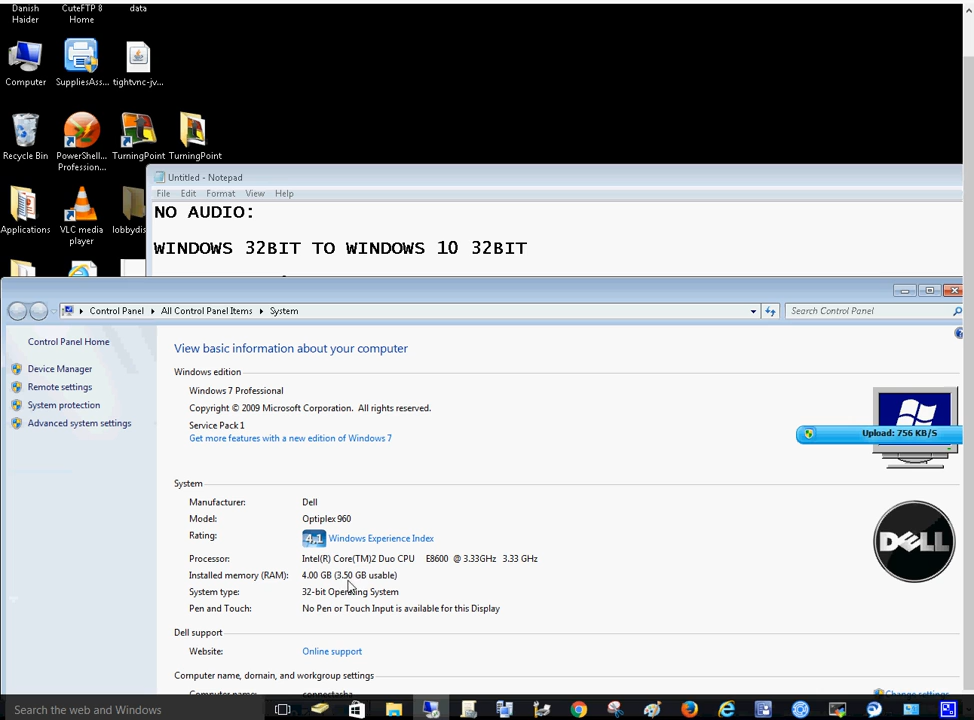 Danish
Haider
CuteFTP 8
Home
data
Computer
SuppliesAss...
tightvnc-jv...
Recycle Bin
PowerShell...
Profession...
TurningPoint
TurningPoint
Applications
VLC media
player
lobbydis
Untitled - Notepad
File Edit Format View Help
NO AUDIO:
WINDOWS 32BIT TO WINDOWS 10 32BIT
Control Panel All Control Panel Items System
Search Control Panel
Control Panel Home
Device Manager
Remote settings
System protection
Advanced system settings
View basic information about your computer
Windows edition
Windows 7 Professional
Copyright © 2009 Microsoft Corporation. All rights reserved.
Service Pack 1
Get more features with a new edition of Windows 7
Upload: 756 KB/S
System
Manufacturer: Dell
Model: Optiplex 960
Rating: 4,1 Windows Experience Index
Processor: Intel(R) Core(TM)2 Duo CPU E8600 @ 3.33GHz 3.33 GHz
Installed memory (RAM): 4.00 GB (3.50 GB usable)
System type: 32-bit Operating System
Pen and Touch: No Pen or Touch Input is available for this Display
DELL
Dell support
Website: Online support
Computer name, domain, and workgroup settings
Computer name:
Change settings
Search the web and Windows